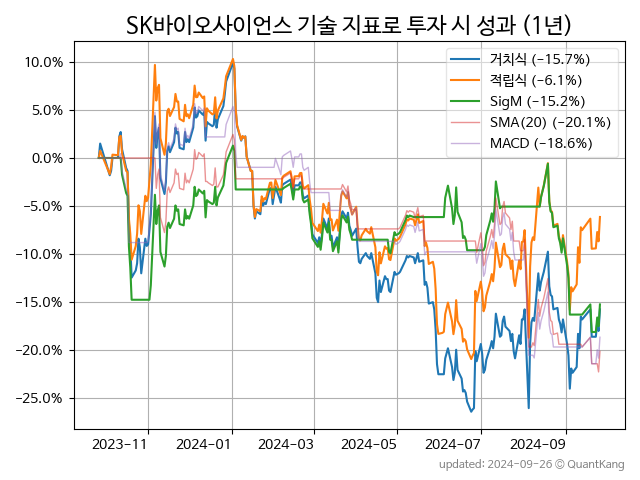 SK바이오사이언스 기술 지표로 투자 시 성과 (1년)
거치식 (−15.7%)
적립식 (−6.1%)
SigM (−15.2%)
SMA(20) (−20.1%)
MACD (−18.6%)
10.0%
5.0%
0.0%
−5.0%
−10.0%
−15.0%
−20.0%
−25.0%
2023−11 2024−01 2024−03 2024−05 2024−07 2024−09
updated: 2024−09−26 © QuantKang